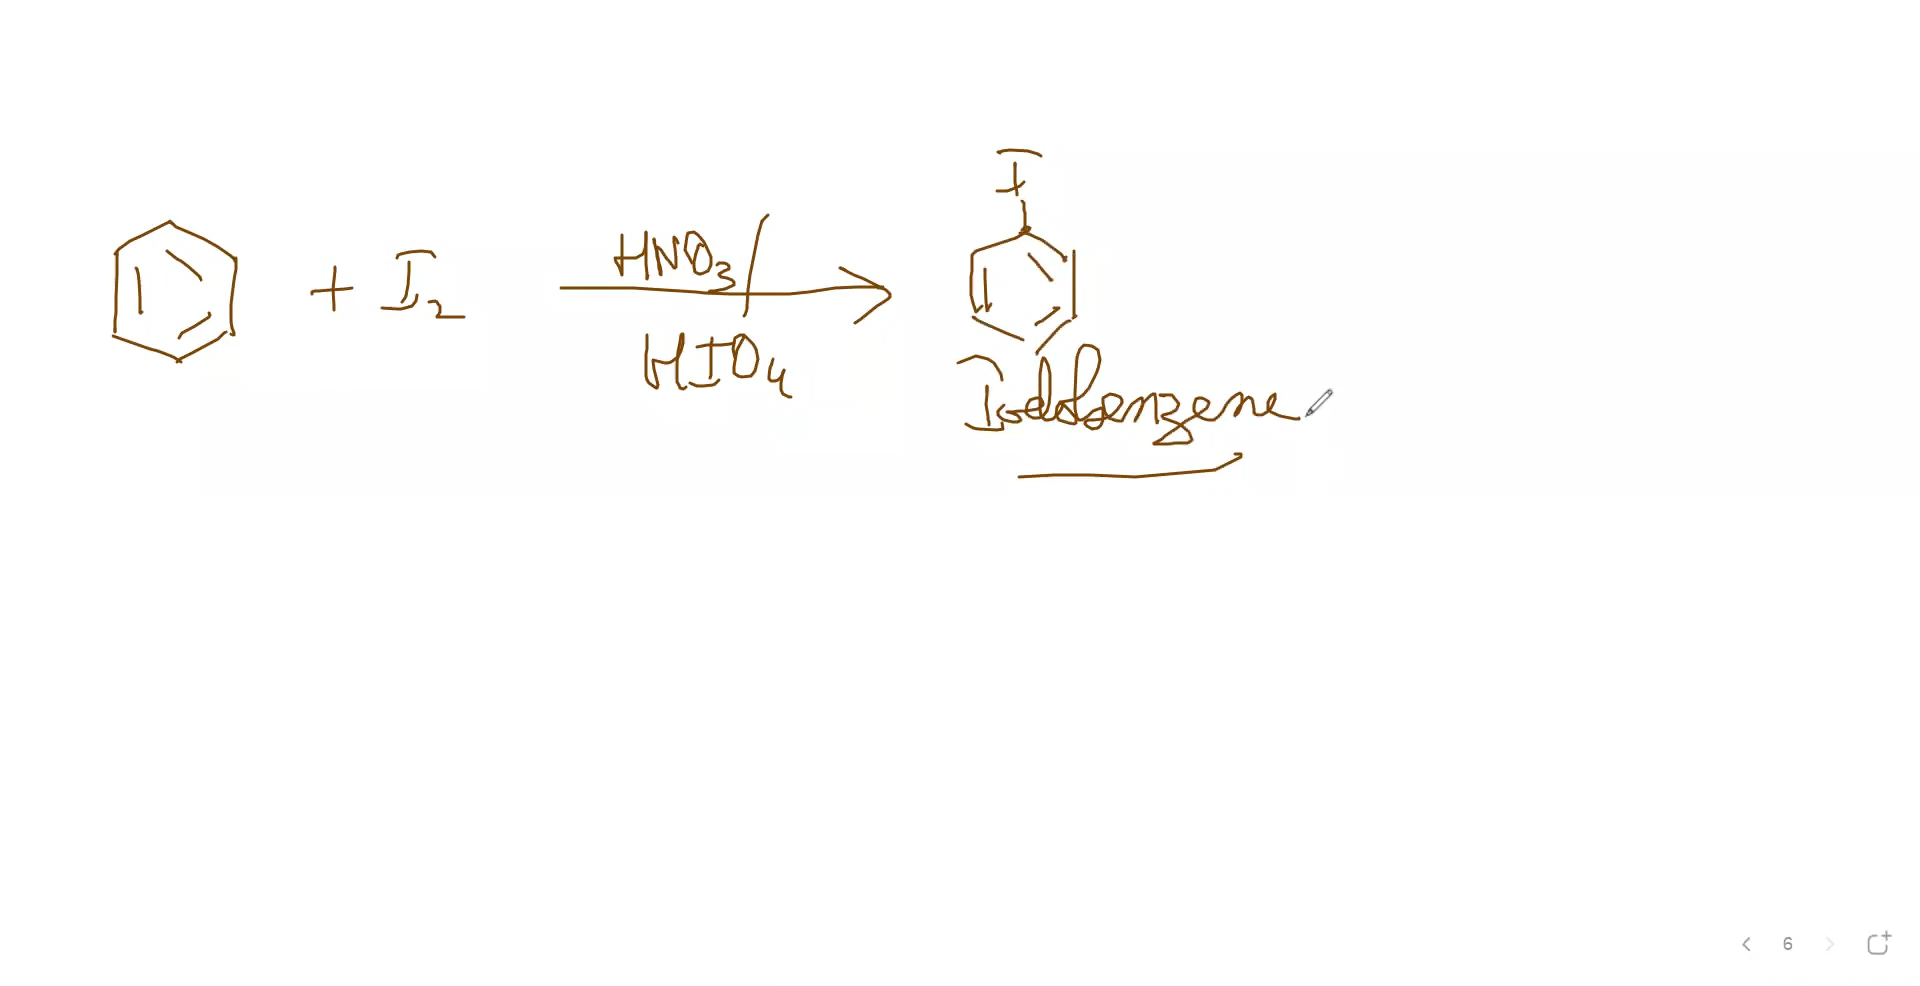 I
+ I₂
HNO₃/
HIO₄
Iodobenzene
6